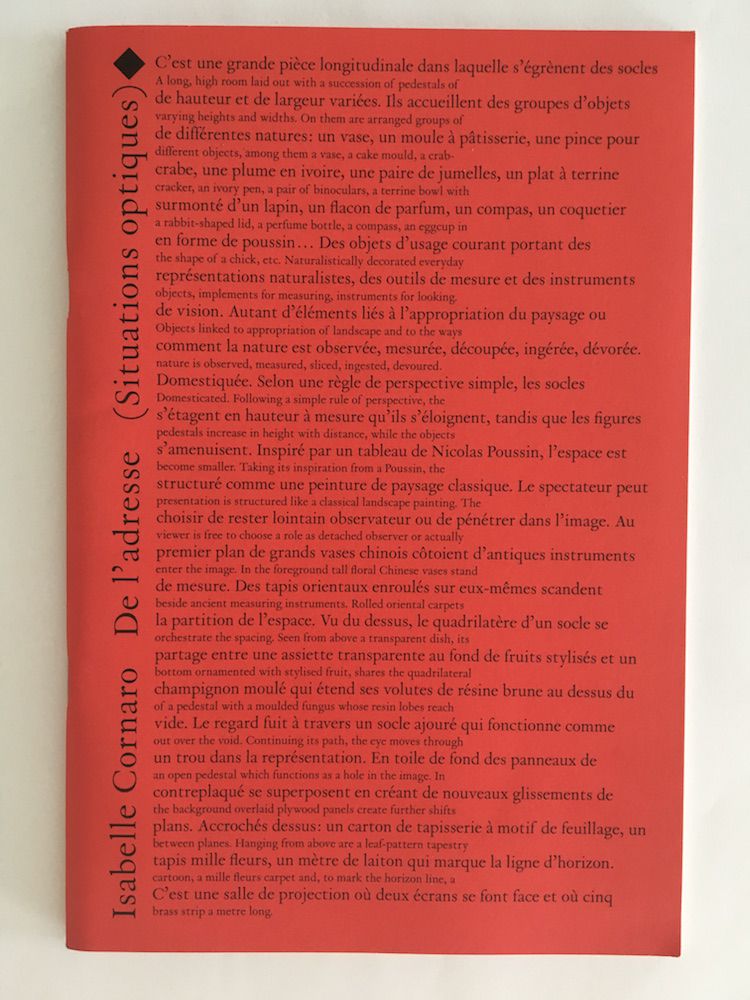 Isabelle Cornaro De l'adresse (Situations optiques)
C'est une grande pièce longitudinale dans laquelle s'égrènent des socles
A long, high room laid out with a succession of pedestals of
de hauteur et de largeur variées. Ils accueillent des groupes d'objets
varying heights and widths. On them are arranged groups of
de différentes natures : un vase, un moule à pâtisserie, une pince pour
different objects, among them a vase, a cake mould, a crab-
crabe, une plume en ivoire, une paire de jumelles, un plat à terrine
cracker, an ivory pen, a pair of binoculars, a terrine bowl with
surmonté d'un lapin, un flacon de parfum, un compas, un coquetier
a rabbit-shaped lid, a perfume bottle, a compass, an eggcup in
en forme de poussin… Des objets d'usage courant portant des
the shape of a chick, etc. Naturalistically decorated everyday
représentations naturalistes, des outils de mesure et des instruments
objects, implements for measuring, instruments for looking.
de vision. Autant d'éléments liés à l'appropriation du paysage ou
Objects linked to appropriation of landscape and to the ways
comment la nature est observée, mesurée, découpée, ingérée, dévorée.
nature is observed, measured, sliced, ingested, devoured.
Domestiquée. Selon une règle de perspective simple, les socles
Domesticated. Following a simple rule of perspective, the
s'étagent en hauteur à mesure qu'ils s'éloignent, tandis que les figures
pedestals increase in height with distance, while the objects
s'amenuisent. Inspiré par un tableau de Nicolas Poussin, l'espace est
become smaller. Taking its inspiration from a Poussin, the
structuré comme une peinture de paysage classique. Le spectateur peut
presentation is structured like a classical landscape painting. The
choisir de rester lointain observateur ou de pénétrer dans l'image. Au
viewer is free to choose a role as detached observer or actually
premier plan de grands vases chinois côtoient d'antiques instruments
enter the image. In the foreground tall floral Chinese vases stand
de mesure. Des tapis orientaux enroulés sur eux-mêmes scandent
beside ancient measuring instruments. Rolled oriental carpets
la partition de l'espace. Vu du dessus, le quadrilatère d'un socle se
orchestrate the spacing. Seen from above a transparent dish, its
partage entre une assiette transparente au fond de fruits stylisés et un
bottom ornamented with stylised fruit, shares the quadrilateral
champignon moulé qui étend ses volutes de résine brune au dessus du
of a pedestal with a moulded fungus whose resin lobes reach
vide. Le regard fuit à travers un socle ajouré qui fonctionne comme
out over the void. Continuing its path, the eye moves through
un trou dans la représentation. En toile de fond des panneaux de
an open pedestal which functions as a hole in the image. In
contreplaqué se superposent en créant de nouveaux glissements de
the background overlaid plywood panels create further shifts
plans. Accrochés dessus : un carton de tapisserie à motif de feuillage, un
between planes. Hanging from above are a leaf-pattern tapestry
tapis mille fleurs, un mètre de laiton qui marque la ligne d'horizon.
cartoon, a mille fleurs carpet and, to mark the horizon line, a
C'est une salle de projection où deux écrans se font face et où cinq
brass strip a metre long.